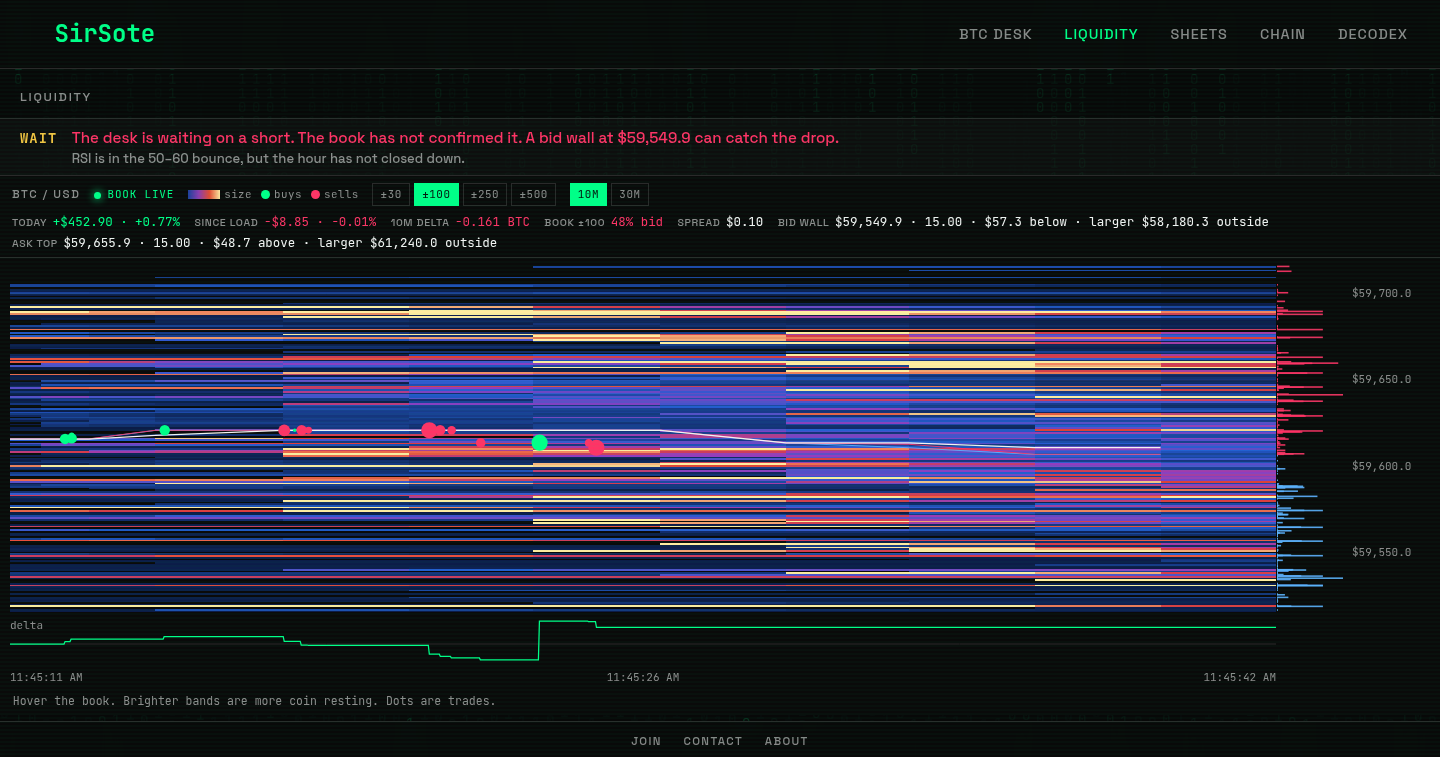 SirSote
BTC DESK LIQUIDITY SHEETS CHAIN DECODEX
LIQUIDITY
WAIT The desk is waiting on a short. The book has not confirmed it. A bid wall at $59,549.9 can catch the drop.
RSI is in the 50–60 bounce, but the hour has not closed down.
BTC / USD BOOK LIVE size buys sells ±30 ±100 ±250 ±500 10M 30M
TODAY +$452.90 · +0.77% SINCE LOAD -$8.85 · -0.01% 10M DELTA -0.161 BTC BOOK ±100 48% bid SPREAD $0.10 BID WALL $59,549.9 · 15.00 · $57.3 below · larger $58,180.3 outside
ASK TOP $59,655.9 · 15.00 · $48.7 above · larger $61,240.0 outside
$59,700.0
$59,650.0
$59,600.0
$59,550.0
delta
11:45:11 AM 11:45:26 AM 11:45:42 AM
Hover the book. Brighter bands are more coin resting. Dots are trades.
JOIN CONTACT ABOUT